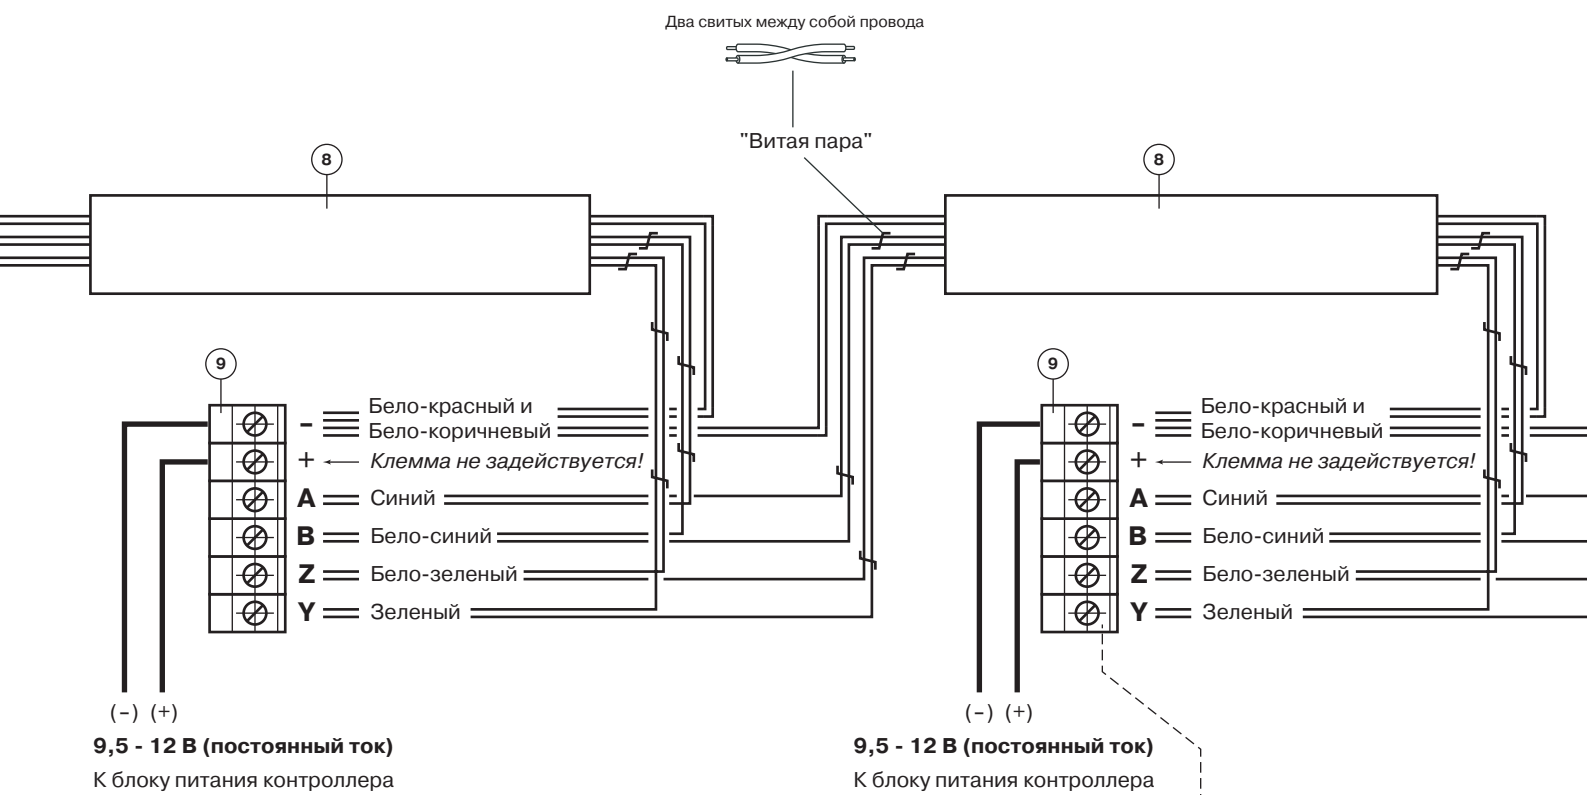 Два свитых между собой провода
"Витая пара"
8
8
9
– Бело-красный и
Бело-коричневый
+ Клемма не задействуется!
A Синий
B Бело-синий
Z Бело-зеленый
Y Зеленый
(–) (+)
9,5 - 12 В (постоянный ток)
К блоку питания контроллера
9
– Бело-красный и
Бело-коричневый
+ Клемма не задействуется!
A Синий
B Бело-синий
Z Бело-зеленый
Y Зеленый
(–) (+)
9,5 - 12 В (постоянный ток)
К блоку питания контроллера